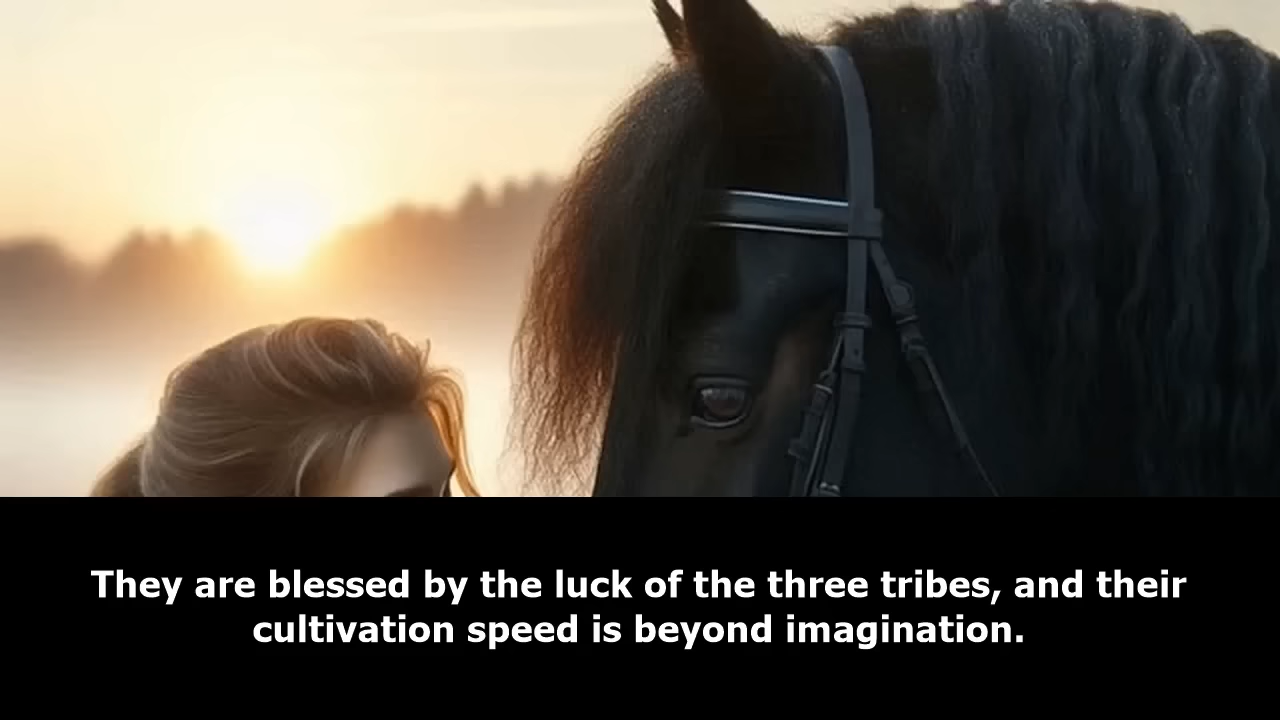 They are blessed by the luck of the three tribes, and their
cultivation speed is beyond imagination.